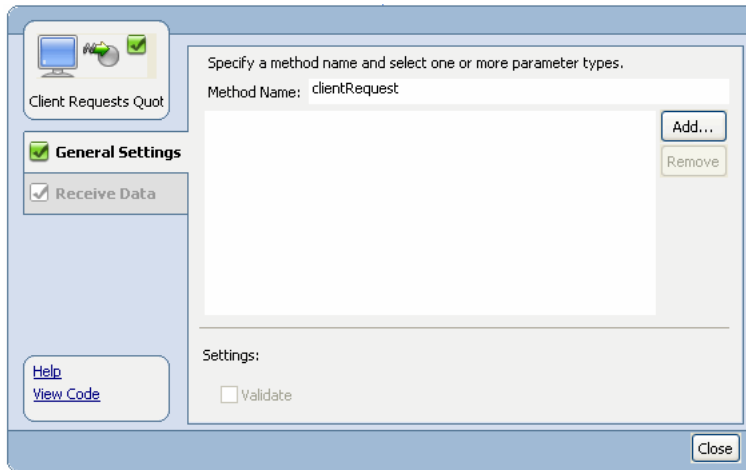 Client Requests Quot
General Settings
Receive Data
Help
View Code
Specify a method name and select one or more parameter types.
Method Name: clientRequest
Add...
Remove
Settings:
Validate
Close